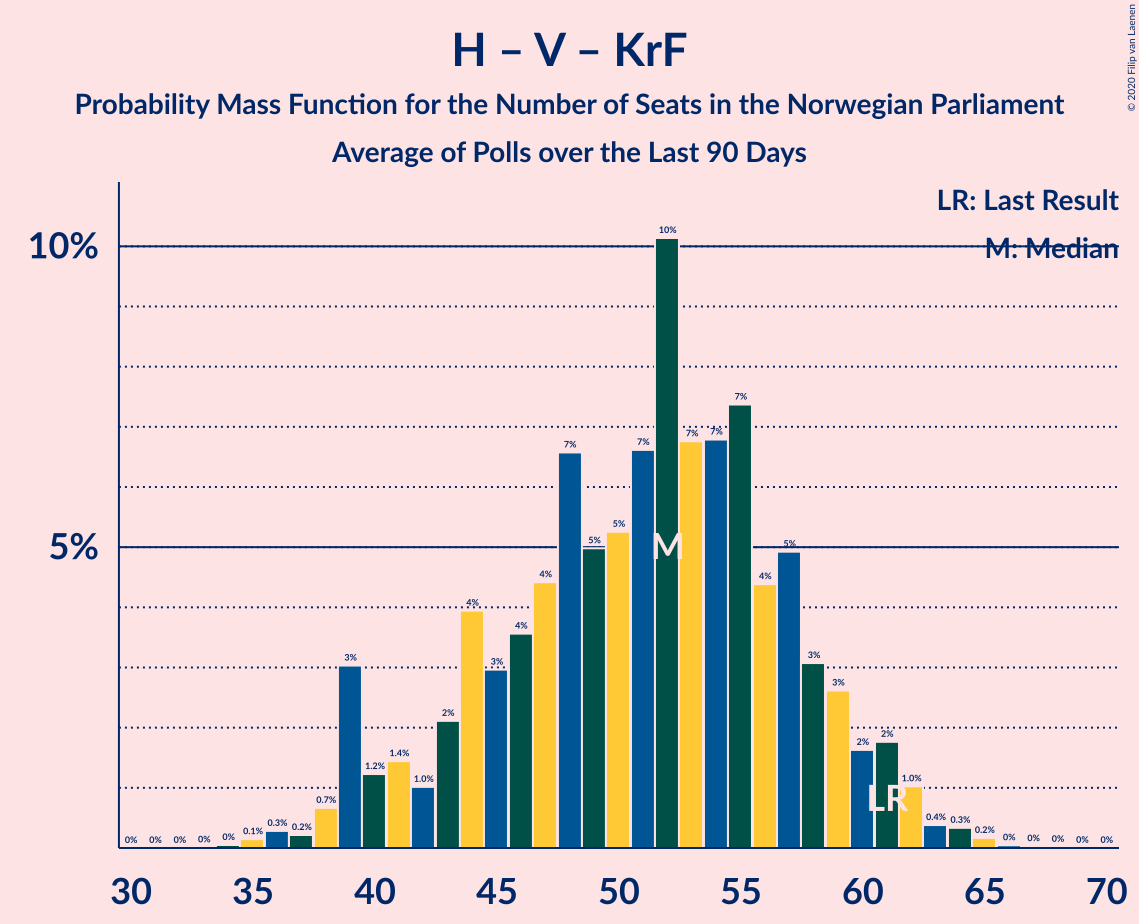 H – V – KrF
Probability Mass Function for the Number of Seats in the Norwegian Parliament
Average of Polls over the Last 90 Days
© 2020 Filip van Laenen
LR: Last Result
M: Median
10%
5%
0% 0% 0% 0% 0% 0.1% 0.3% 0.2% 0.7% 3% 1.2% 1.4% 1.0% 2% 4% 3% 4% 4% 7% 5% 5% 7% 10% 7% 7% 7% 4% 5% 3% 3% 2% 2% 1.0% 0.4% 0.3% 0.2% 0% 0% 0% 0% 0%
M
LR
30 35 40 45 50 55 60 65 70